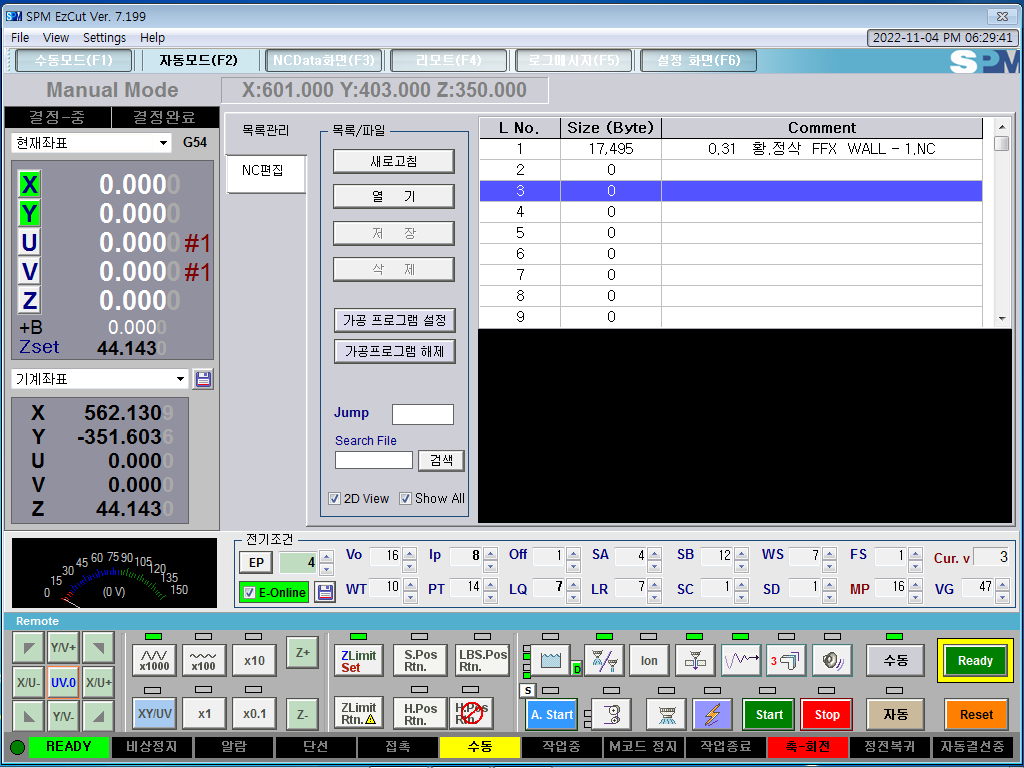 SPM EzCut Ver. 7.199
File View Settings Help
2022-11-04 PM 06:29:41
수동모드(F1) 자동모드(F2) NCData화면(F3) 리모트(F4) 로그메시지(F5) 설정 화면(F6) SPM
Manual Mode X:601.000 Y:403.000 Z:350.000
결정-중 결정완료
현재좌표 G54
X 0.0000
Y 0.0000
U 0.0000 #1
V 0.0000 #1
Z 0.0000
+B 0.0000
Zset 44.1430
기계좌표
X 562.1309
Y -351.6036
U 0.0000
V 0.0000
Z 44.1430
목록관리
NC편집
목록/파일
새로고침
열 기
저 장
삭 제
가공 프로그램 설정
가공프로그램 해제
Jump
Search File
검색
2D View Show All
L No. Size (Byte) Comment
1 17,495 0.31 황.정삭 FFX WALL - 1.NC
2 0
3 0
4 0
5 0
6 0
7 0
8 0
9 0
0 15 30 45 60 75 90 105 120 135 150
(0 V)
전기조건
EP 4 Vo 16 Ip 8 Off 1 SA 4 SB 12 WS 7 FS 1 Cur. v 3
E-Online WT 10 PT 14 LQ 7 LR 7 SC 1 SD 1 MP 16 VG 47
Remote
Y/V+ x1000 x100 x10 Z+ ZLimit Set S.Pos Rtn. LBS.Pos Rtn. D Ion 3 수동 Ready
X/U- UV.0 X/U+
Y/V- XY/UV x1 x0.1 Z- ZLimit Rtn. H.Pos Rtn. S A. Start Start Stop 자동 Reset
READY 비상정지 알람 단선 접촉 수동 작업중 M코드 정지 작업종료 축-회전 정전복귀 자동결선중